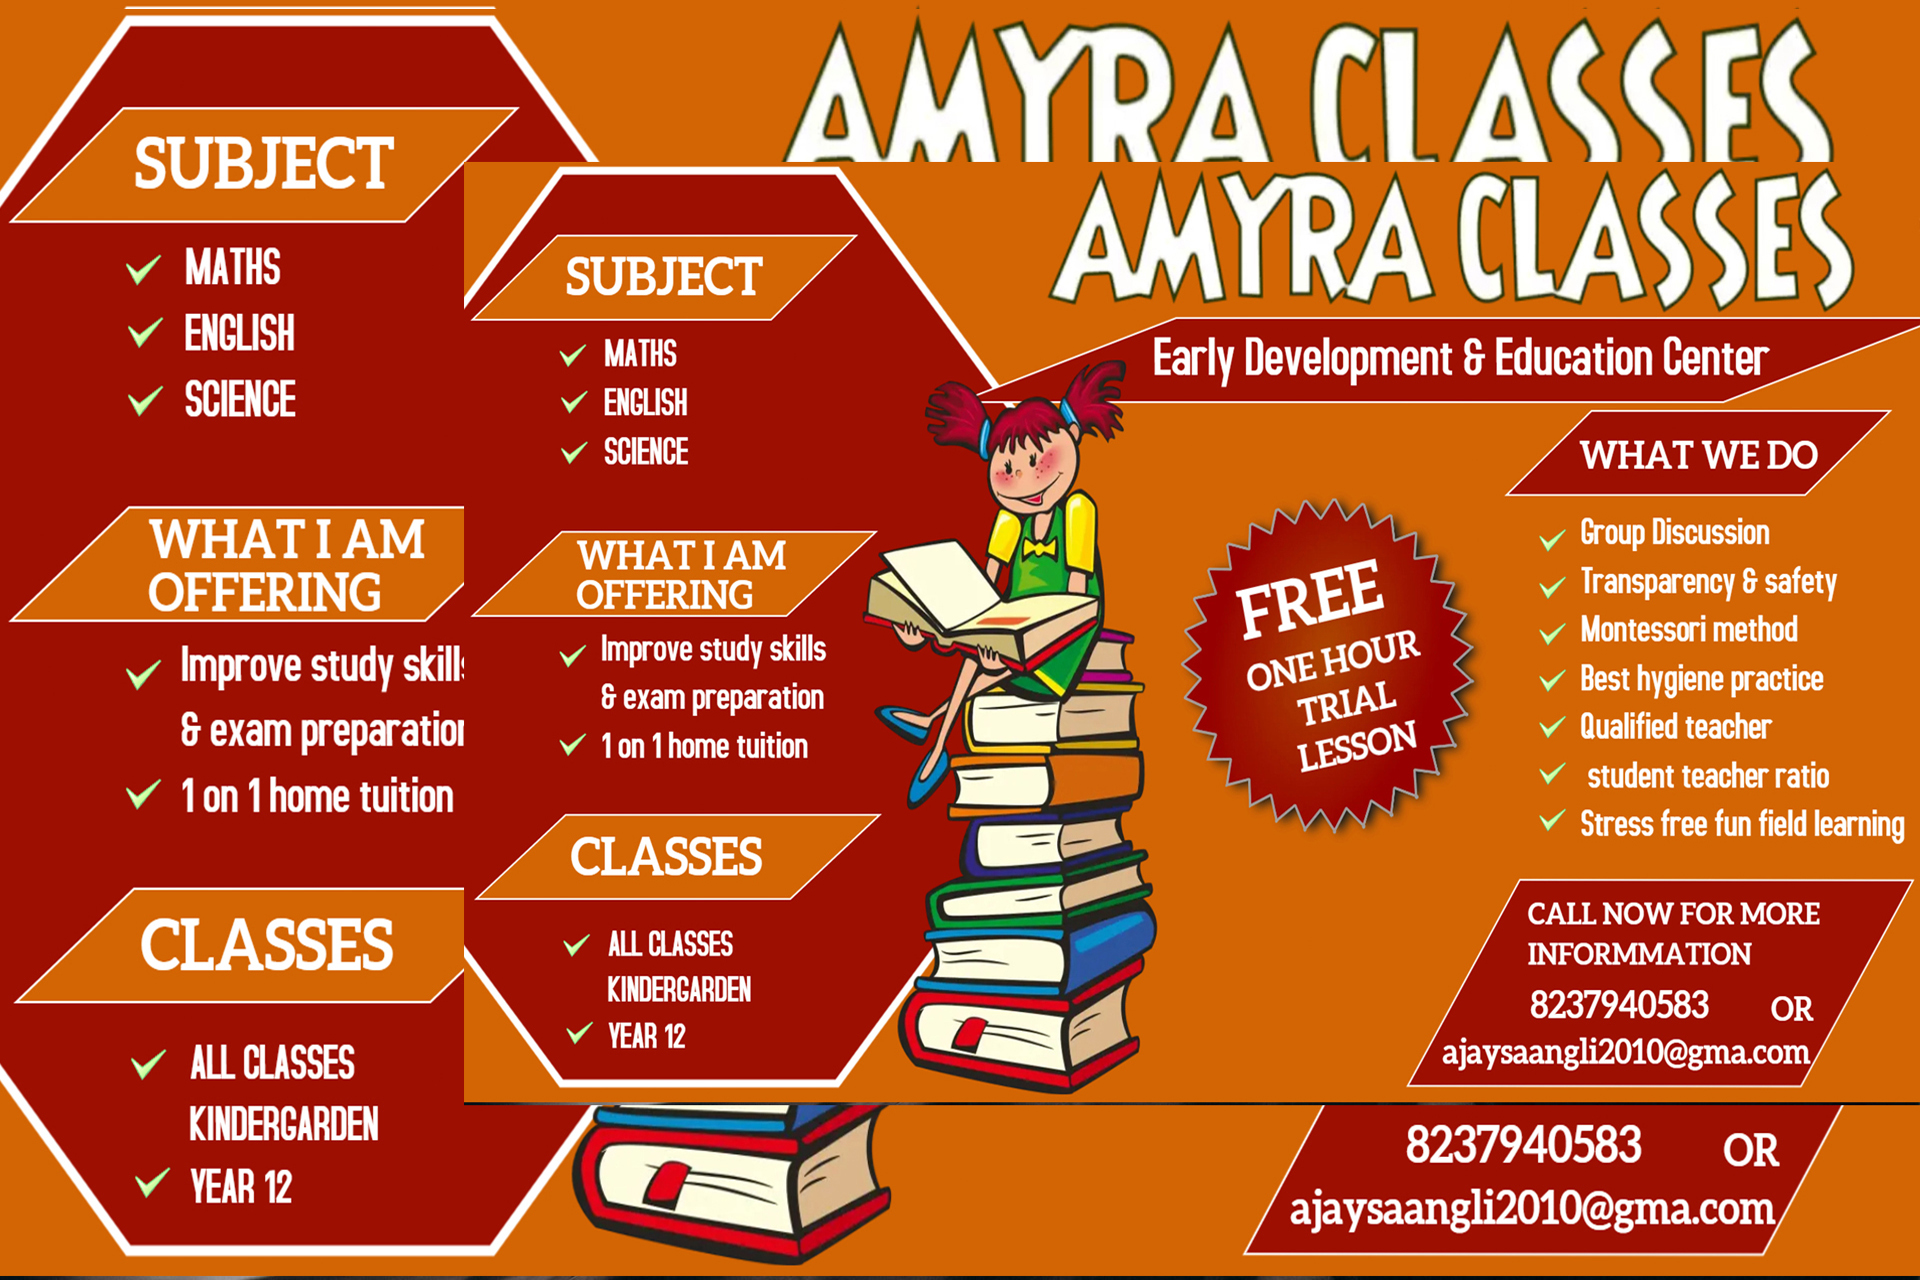 AMYRA CLASSES
SUBJECT
MATHS
ENGLISH
SCIENCE
WHAT I AM
OFFERING
Improve study skills
& exam preparation
1 on 1 home tuition
CLASSES
ALL CLASSES
KINDERGARDEN
YEAR 12
AMYRA CLASSES
Early Development & Education Center
SUBJECT
MATHS
ENGLISH
SCIENCE
WHAT I AM
OFFERING
Improve study skills
& exam preparation
1 on 1 home tuition
CLASSES
ALL CLASSES
KINDERGARDEN
YEAR 12
FREE
ONE HOUR
TRIAL
LESSON
WHAT WE DO
Group Discussion
Transparency & safety
Montessori method
Best hygiene practice
Qualified teacher
student teacher ratio
Stress free fun field learning
CALL NOW FOR MORE
INFORMMATION
8237940583 OR
ajaysaangli2010@gma.com
8237940583 OR
ajaysaangli2010@gma.com